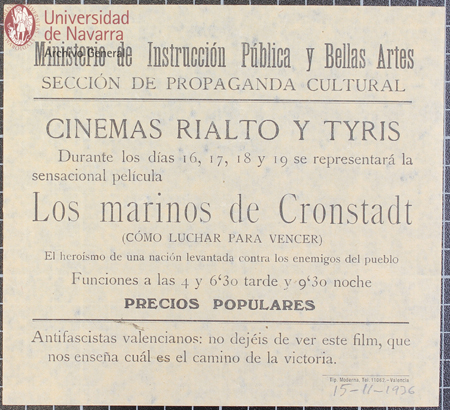 Universidad
de Navarra
Archivo General
Ministerio de Instrucción Pública y Bellas Artes
SECCIÓN DE PROPAGANDA CULTURAL
CINEMAS RIALTO Y TYRIS
Durante los días 16, 17, 18 y 19 se representará la
sensacional película
Los marinos de Cronstadt
(CÓMO LUCHAR PARA VENCER)
El heroísmo de una nación levantada contra los enemigos del pueblo
Funciones a las 4 y 6'30 tarde y 9'30 noche
PRECIOS POPULARES
Antifascistas valencianos: no dejéis de ver este film, que
nos enseña cuál es el camino de la victoria.
Tip. Moderna. Tel. 11062.-Valencia
15-11-1936